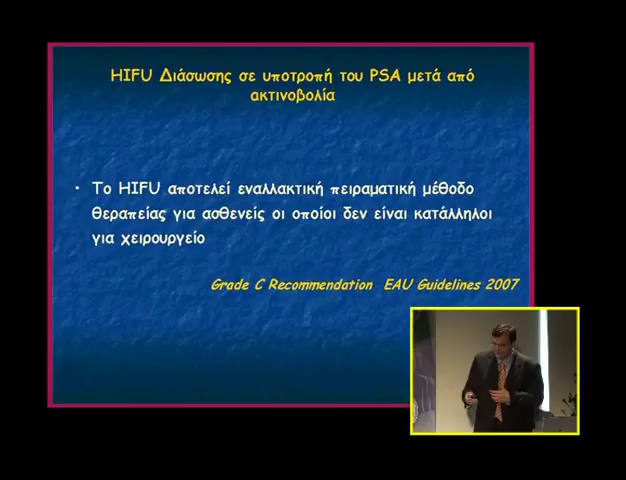 HIFU Διάσωσης σε υποτροπή του PSA μετά από
ακτινοβολία
• Το HIFU αποτελεί εναλλακτική πειραματική μέθοδο
θεραπείας για ασθενείς οι οποίοι δεν είναι κατάλληλοι
για χειρουργείο
Grade C Recommendation EAU Guidelines 2007